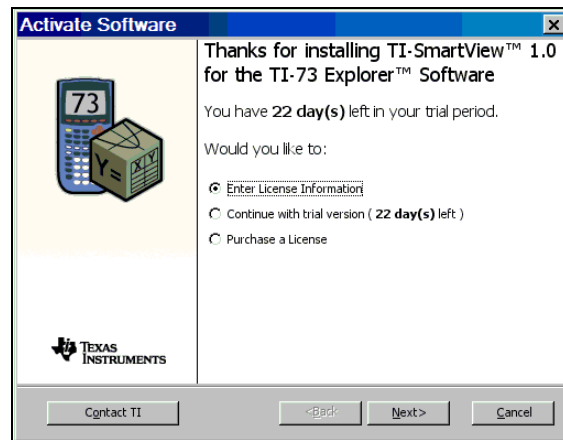 Activate Software
Thanks for installing TI-SmartView™ 1.0
for the TI-73 Explorer™ Software
You have 22 day(s) left in your trial period.
Would you like to:
Enter License Information
Continue with trial version ( 22 day(s) left )
Purchase a License
73
Y=
X Y
TEXAS
INSTRUMENTS
Contact TI
<Back
Next>
Cancel